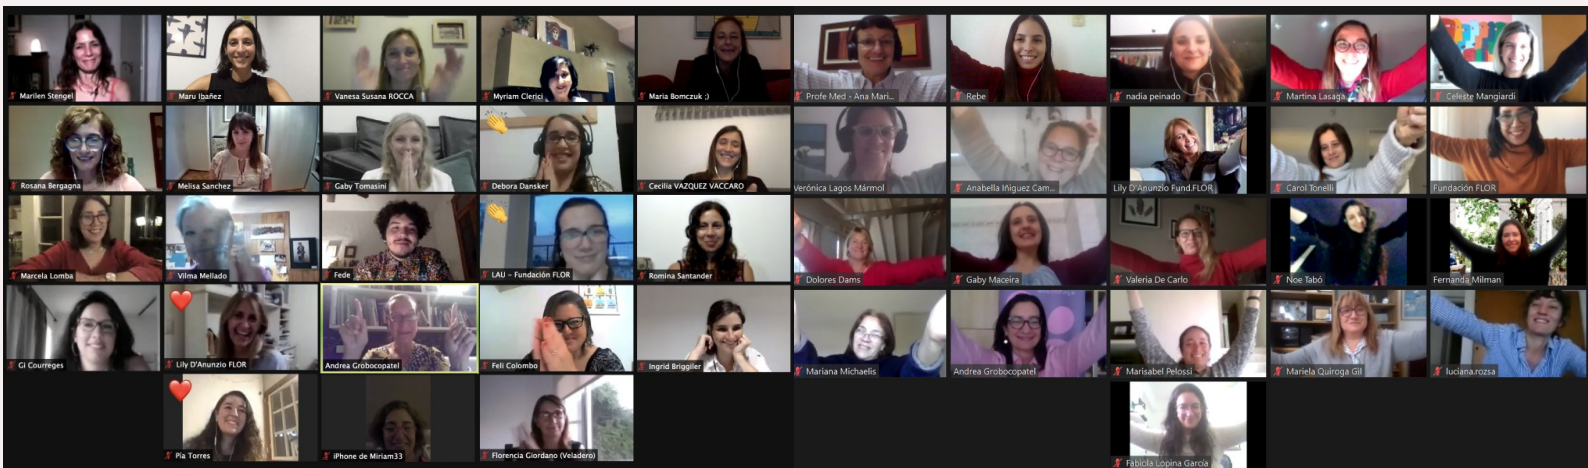 Marilen Stengel
Maru Ibañez
Vanesa Susana ROCCA
Myriam Clerici
Maria Bomczuk ;)
Profe Med - Ana Mari...
Rebe
nadia peinado
Martina Lasaga
Celeste Mangiardi
Rosana Bergagna
Melisa Sanchez
Gaby Tomasini
Debora Dansker
Cecilia VAZQUEZ VACCARO
Verónica Lagos Mármol
Anabella Iñiguez Cam...
Lily D'Anunzio Fund.FLOR
Carol Tonelli
Fundación FLOR
Marcela Lomba
Vilma Mellado
Fede
LAU – Fundación FLOR
Romina Santander
Dolores Dams
Gaby Maceira
Valeria De Carlo
Noe Tabó
Fernanda Milman
Gi Courreges
Lily D'Anunzio FLOR
Andrea Grobocopatel
Feli Colombo
Ingrid Briggiler
Mariana Michaelis
Andrea Grobocopatel
Marisabel Pelossi
Mariela Quiroga Gil
luciana.rozsa
Pía Torres
iPhone de Miriam33
Florencia Giordano (Veladero)
Fabiola Lopina García